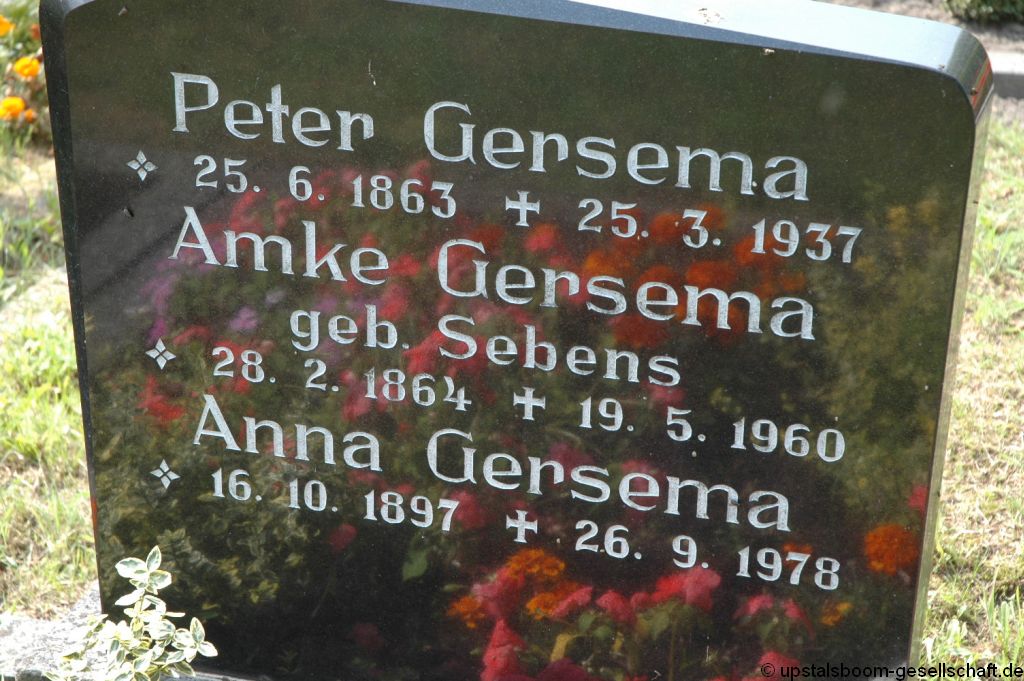 Peter Gersema
25. 6. 1863 ✝ 25. 3. 1937
Amke Gersema
geb. Sebens
28. 2. 1864 ✝ 19. 5. 1960
Anna Gersema
16. 10. 1897 ✝ 26. 9. 1978
© upstalsboom-gesellschaft.de